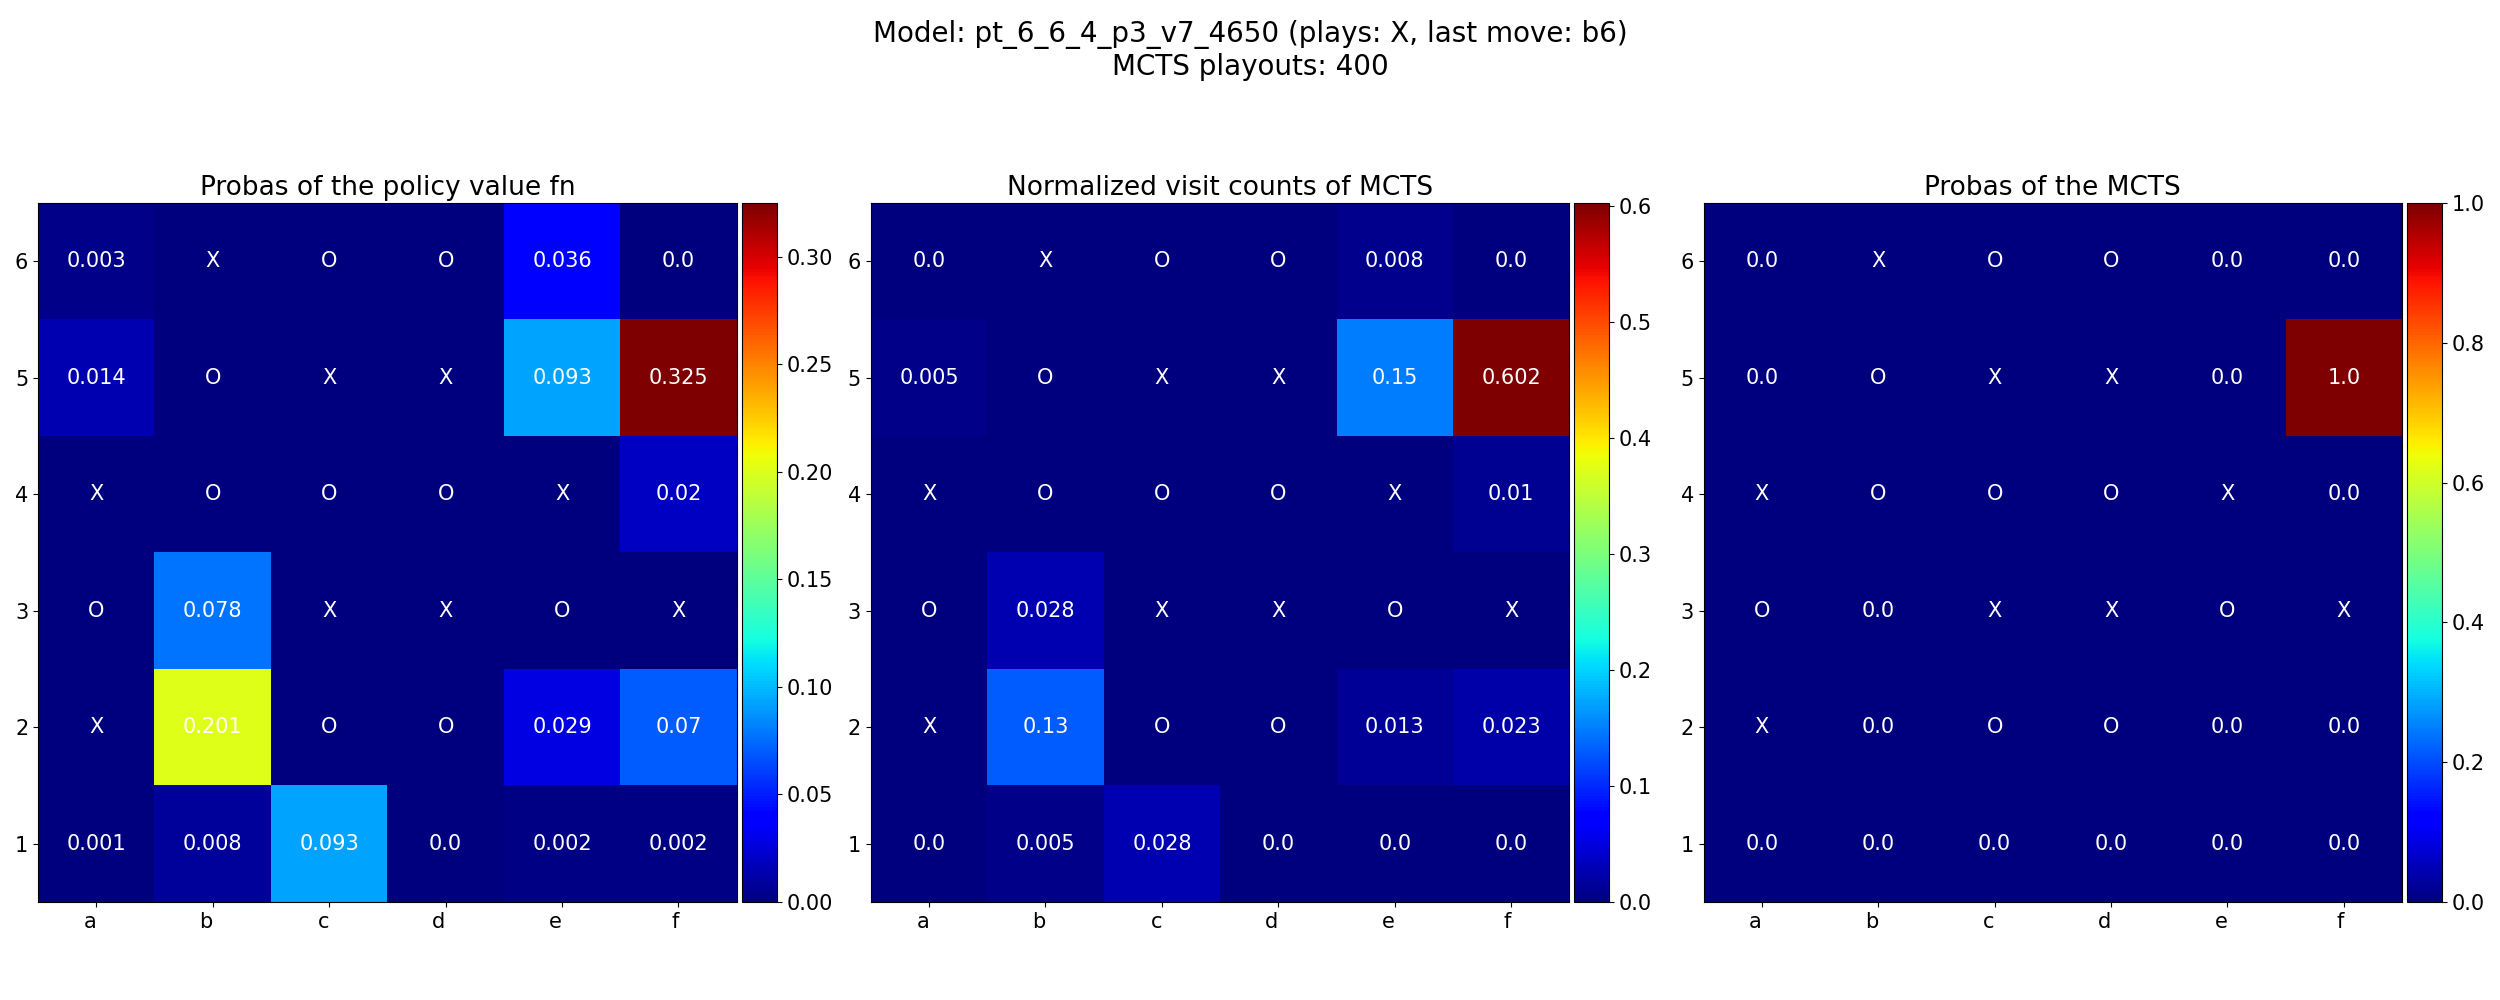 Model: pt_6_6_4_p3_v7_4650 (plays: X, last move: b6)
MCTS playouts: 400
Probas of the policy value fn
6 0.003 X O O 0.036 0.0
5 0.014 O X X 0.093 0.325
4 X O O O X 0.02
3 O 0.078 X X O X
2 X 0.201 O O 0.029 0.07
1 0.001 0.008 0.093 0.0 0.002 0.002
a b c d e f
0.30
0.25
0.20
0.15
0.10
0.05
0.00
Normalized visit counts of MCTS
6 0.0 X O O 0.008 0.0
5 0.005 O X X 0.15 0.602
4 X O O O X 0.01
3 O 0.028 X X O X
2 X 0.13 O O 0.013 0.023
1 0.0 0.005 0.028 0.0 0.0 0.0
a b c d e f
0.6
0.5
0.4
0.3
0.2
0.1
0.0
Probas of the MCTS
6 0.0 X O O 0.0 0.0
5 0.0 O X X 0.0 1.0
4 X O O O X 0.0
3 O 0.0 X X O X
2 X 0.0 O O 0.0 0.0
1 0.0 0.0 0.0 0.0 0.0 0.0
a b c d e f
1.0
0.8
0.6
0.4
0.2
0.0